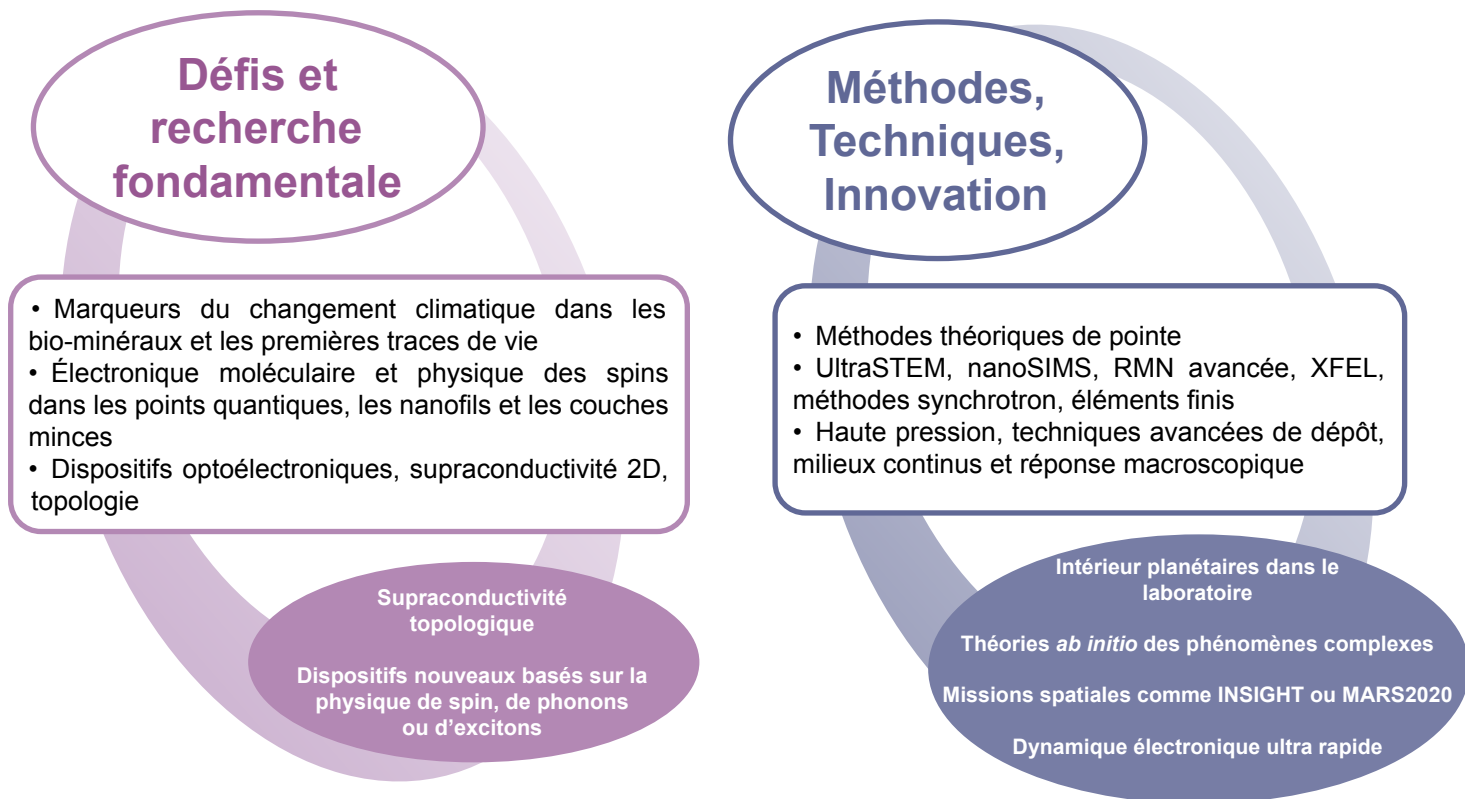 Défis et
recherche
fondamentale
• Marqueurs du changement climatique dans les
bio-minéraux et les premières traces de vie
• Électronique moléculaire et physique des spins
dans les points quantiques, les nanofils et les couches
minces
• Dispositifs optoélectroniques, supraconductivité 2D,
topologie
Supraconductivité
topologique
Dispositifs nouveaux basés sur la
physique de spin, de phonons
ou d’excitons
Méthodes,
Techniques,
Innovation
• Méthodes théoriques de pointe
• UltraSTEM, nanoSIMS, RMN avancée, XFEL,
méthodes synchrotron, éléments finis
• Haute pression, techniques avancées de dépôt,
milieux continus et réponse macroscopique
Intérieur planétaires dans le
laboratoire
Théories ab initio des phénomènes complexes
Missions spatiales comme INSIGHT ou MARS2020
Dynamique électronique ultra rapide